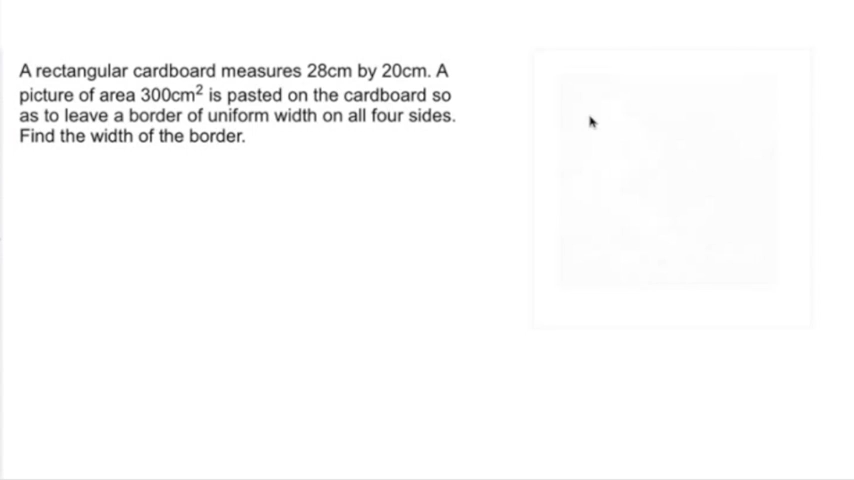 A rectangular cardboard measures 28cm by 20cm. A
picture of area 300cm² is pasted on the cardboard so
as to leave a border of uniform width on all four sides.
Find the width of the border.